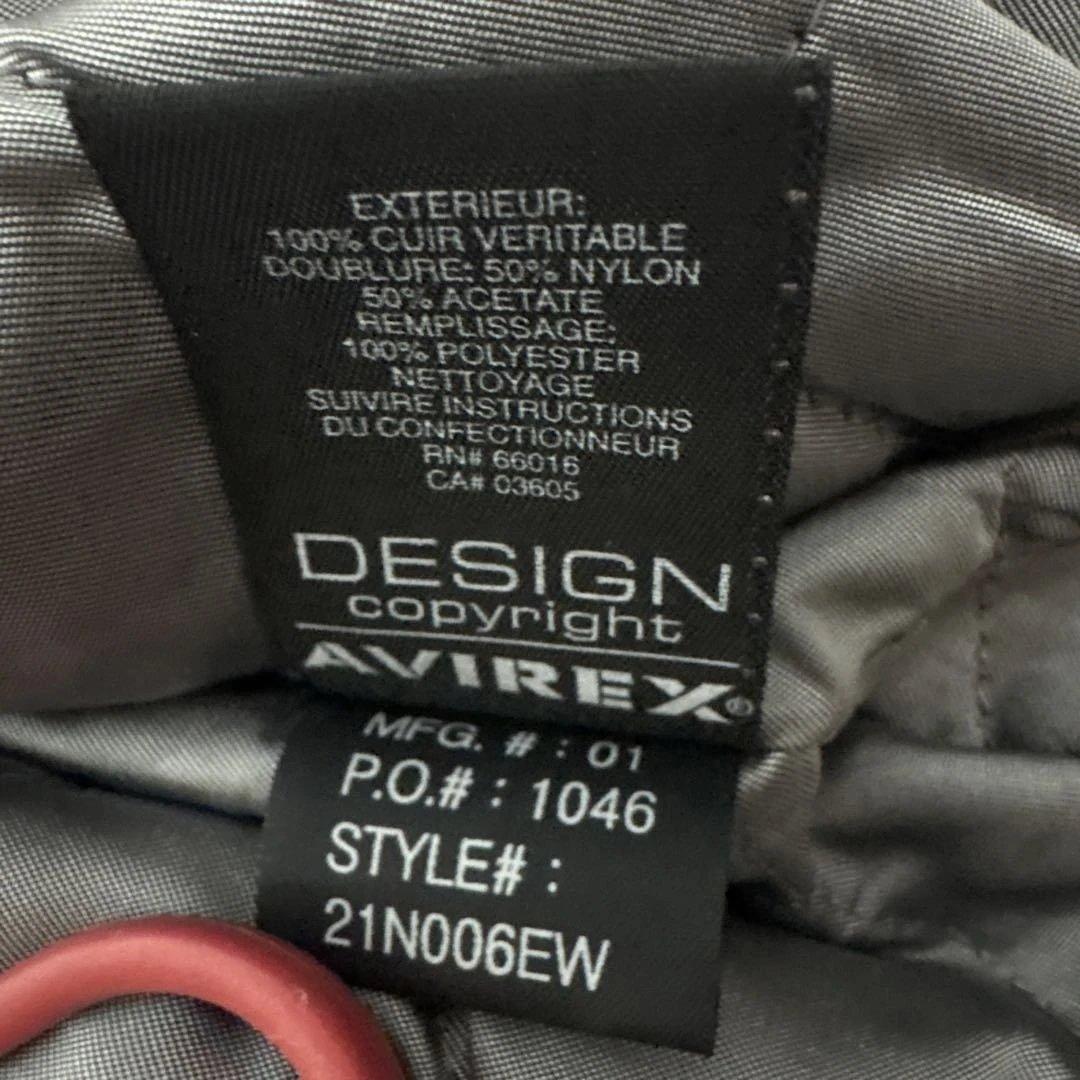 EXTERIEUR:
100% CUIR VERITABLE
DOUBLURE: 50% NYLON
50% ACETATE
REMPLISSAGE:
100% POLYESTER
NETTOYAGE
SUIVIRE INSTRUCTIONS
DU CONFECTIONNEUR
RN# 66016
CA# 03605
DESIGN
copyright
AVIREX®
MFG. # : 01
P.O.# : 1046
STYLE# :
21N006EW